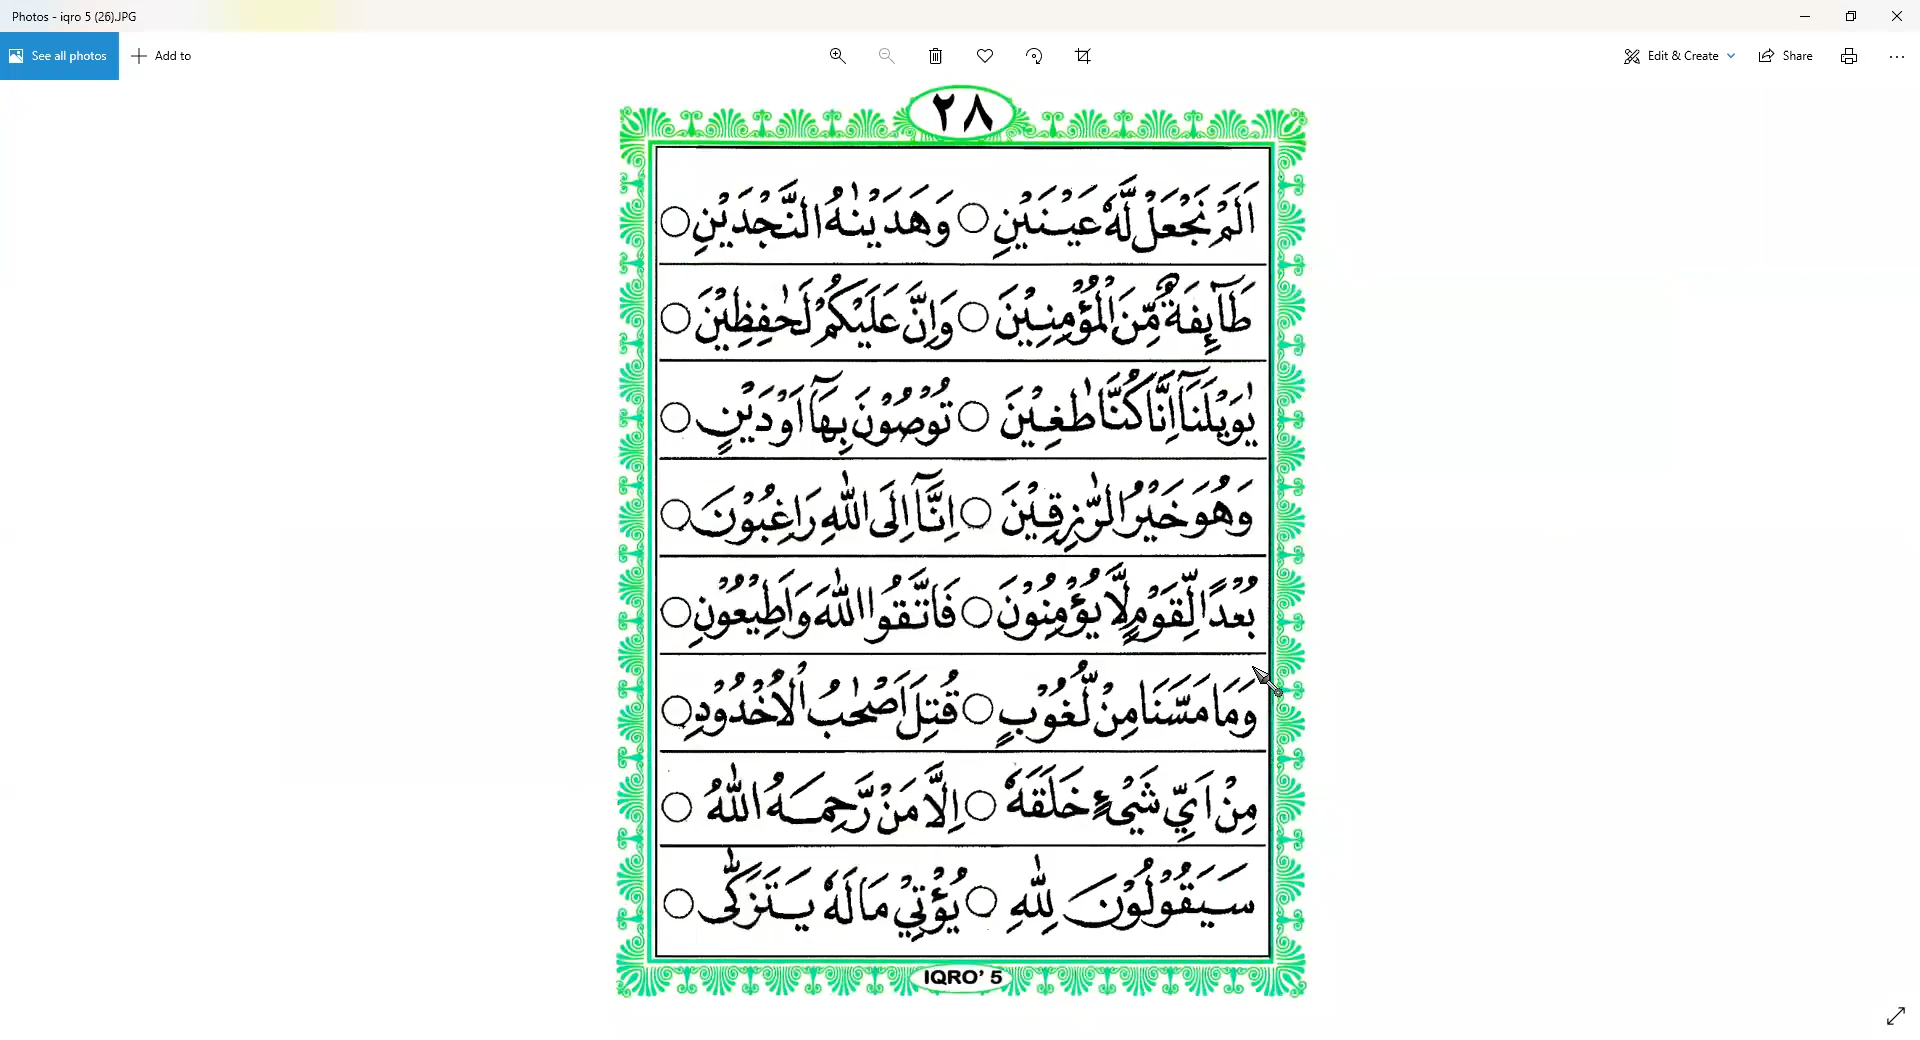 Photos - iqro 5 (26).JPG
See all photos
Add to
Edit & Create
Share
٢٨
اَلَمْ نَجْعَلْ لَّهٗ عَيْنَيْنِ ○ وَهَدَيْنٰهُ النَّجْدَيْنِ ○
طَآئِفَةٌ مِّنَ الْمُؤْمِنِيْنَ ○ وَاِنَّ عَلَيْكُمْ لَحٰفِظِيْنَ ○
يٰوَيْلَنَآ اِنَّا كُنَّا طٰغِيْنَ ○ تُوْصُوْنَ بِهَآ اَوْ دَيْنٍ ○
وَهُوَ خَيْرُ الرّٰزِقِيْنَ ○ اِنَّآ اِلَى اللّٰهِ رَاغِبُوْنَ ○
بُعْدًا لِّقَوْمٍ لَّا يُؤْمِنُوْنَ ○ فَاتَّقُوا اللّٰهَ وَاَطِيْعُوْنِ ○
وَمَا مَسَّنَا مِنْ لُّغُوْبٍ ○ قُتِلَ اَصْحٰبُ الْاُخْدُوْدِ ○
مِنْ اَيِّ شَيْءٍ خَلَقَهٗ ○ اِلَّا مَنْ رَّحِمَهُ اللّٰهُ ○
سَيَقُوْلُوْنَ لِلّٰهِ ○ يُؤْتِيْ مَالَهٗ يَتَزَكّٰى ○
IQRO' 5